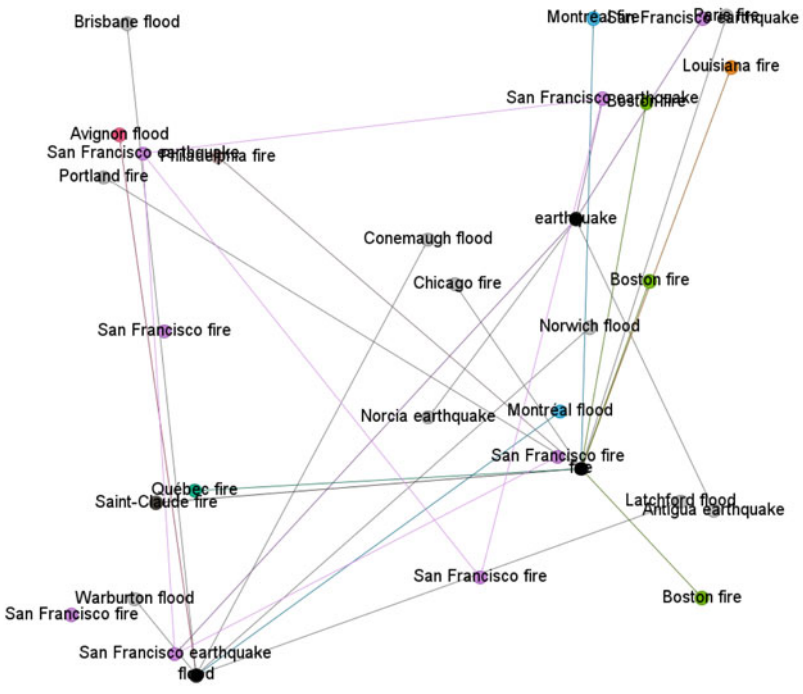 Brisbane flood
Montréal fire
San Francisco earthquake
Paris fire
Louisiana fire
San Francisco earthquake
Boston fire
Avignon flood
San Francisco earthquake
Philadelphia fire
Portland fire
earthquake
Conemaugh flood
Chicago fire
Boston fire
San Francisco fire
Norwich flood
Norcia earthquake
Montréal flood
San Francisco fire
fire
Québec fire
Saint-Claude fire
Latchford flood
Antigua earthquake
San Francisco fire
Warburton flood
Boston fire
San Francisco fire
San Francisco earthquake
flood